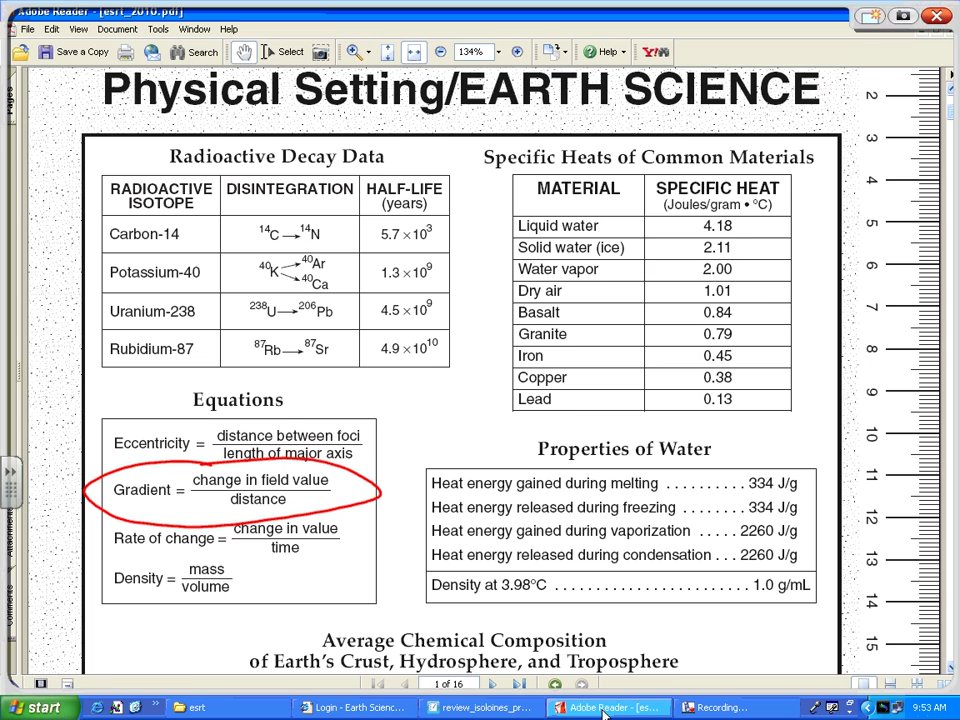 Adobe Reader - [esrt_2010.pdf]
File Edit View Document Tools Window Help
Save a Copy Search Select 134% Help Y!
Pages
Attachments
Comments
Physical Setting/EARTH SCIENCE
Radioactive Decay Data
RADIOACTIVE ISOTOPE DISINTEGRATION HALF-LIFE (years)
Carbon-14 ¹⁴C → ¹⁴N 5.7 × 10³
Potassium-40 ⁴⁰K → ⁴⁰Ar ⁴⁰Ca 1.3 × 10⁹
Uranium-238 ²³⁸U → ²⁰⁶Pb 4.5 × 10⁹
Rubidium-87 ⁸⁷Rb → ⁸⁷Sr 4.9 × 10¹⁰
Specific Heats of Common Materials
MATERIAL SPECIFIC HEAT
(Joules/gram • °C)
Liquid water 4.18
Solid water (ice) 2.11
Water vapor 2.00
Dry air 1.01
Basalt 0.84
Granite 0.79
Iron 0.45
Copper 0.38
Lead 0.13
Equations
Eccentricity = distance between foci
length of major axis
Gradient = change in field value
distance
Rate of change = change in value
time
Density = mass
volume
Properties of Water
Heat energy gained during melting . . . . . . . . . . 334 J/g
Heat energy released during freezing . . . . . . . . 334 J/g
Heat energy gained during vaporization . . . . . 2260 J/g
Heat energy released during condensation . . . 2260 J/g
Density at 3.98°C . . . . . . . . . . . . . . . . . . . . . . . . 1.0 g/mL
Average Chemical Composition
of Earth's Crust, Hydrosphere, and Troposphere
2
3
4
5
6
7
8
9
10
11
12
13
14
15
1 of 16
start esrt Login - Earth Scienc... review_isoloines_pr... Adobe Reader - [es... Recording... 9:53 AM